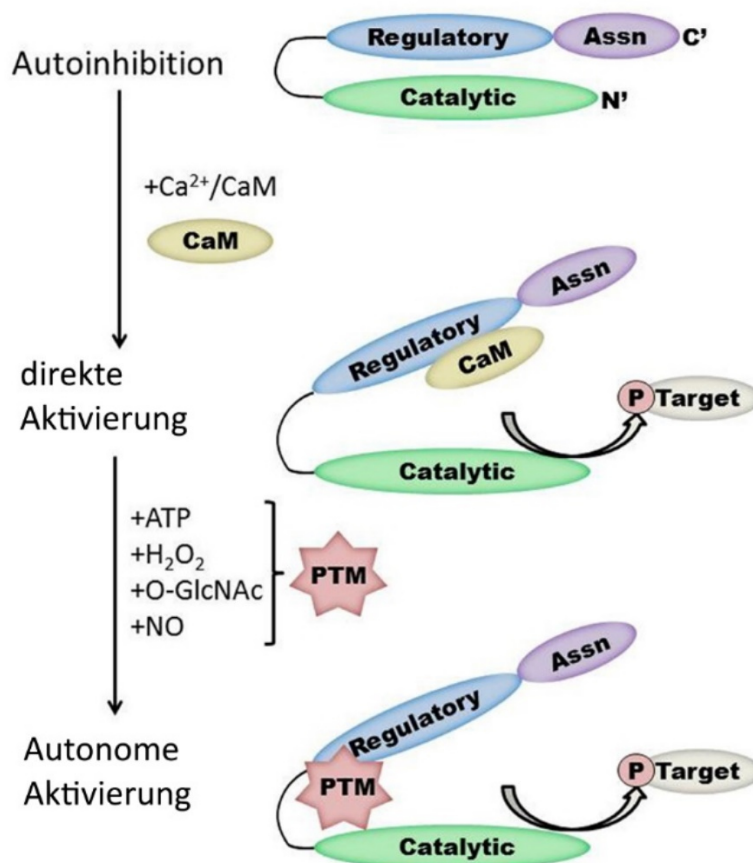 Regulatory Assn C'
Autoinhibition
Catalytic N'
+Ca²⁺/CaM
CaM
Assn
Regulatory
CaM
direkte
Aktivierung
P Target
Catalytic
+ATP
+H₂O₂
+O-GlcNAc
+NO
PTM
Assn
Regulatory
Autonome
Aktivierung
PTM
P Target
Catalytic